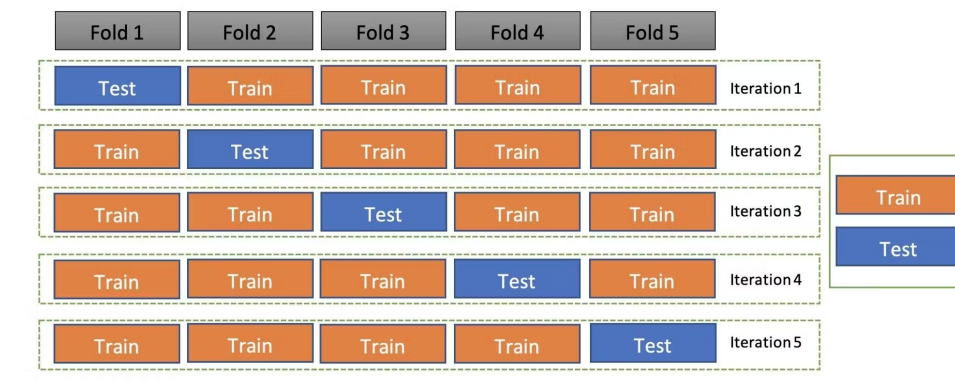 Fold 1 Fold 2 Fold 3 Fold 4 Fold 5
Test Train Train Train Train Iteration 1
Train Test Train Train Train Iteration 2
Train Train Test Train Train Iteration 3
Train Train Train Test Train Iteration 4
Train Train Train Train Test Iteration 5
Train
Test